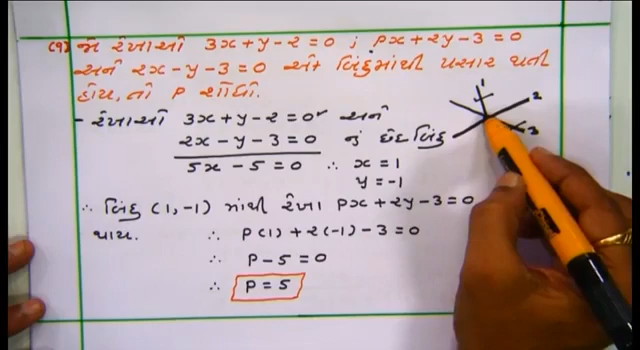 (૧) જો રેખાઓ 3x+y-2=0 ; px+2y-3=0
અને 2x-y-3=0 એક બિંદુમાંથી પસાર થતી
હોય, તો P શોધો.
- રેખાઓ 3x+y-2=0 અને
2x-y-3=0 નું છેદબિંદુ
5x-5=0 ∴ x=1
y=-1
∴ બિંદુ (1,-1) માંથી રેખા px+2y-3=0
થાય. ∴ P(1)+2(-1)-3=0
∴ P-5=0
∴ P=5
1
2
3